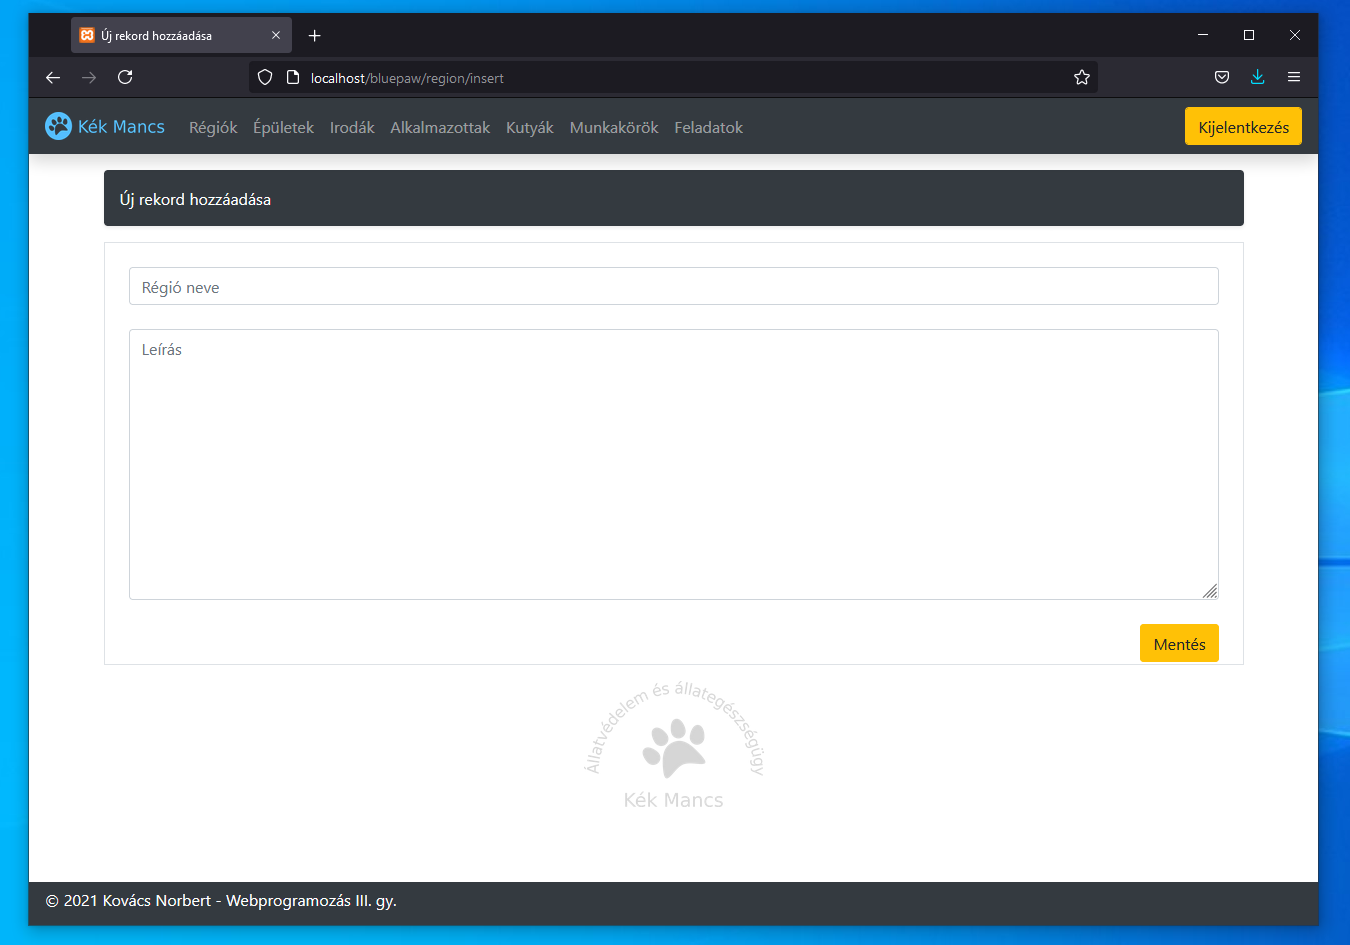 Új rekord hozzáadása
localhost/bluepaw/region/insert
Kék Mancs Régiók Épületek Irodák Alkalmazottak Kutyák Munkakörök Feladatok Kijelentkezés
Új rekord hozzáadása
Régió neve
Leírás
Mentés
Állatvédelem és állategészségügy
Kék Mancs
© 2021 Kovács Norbert - Webprogramozás III. gy.